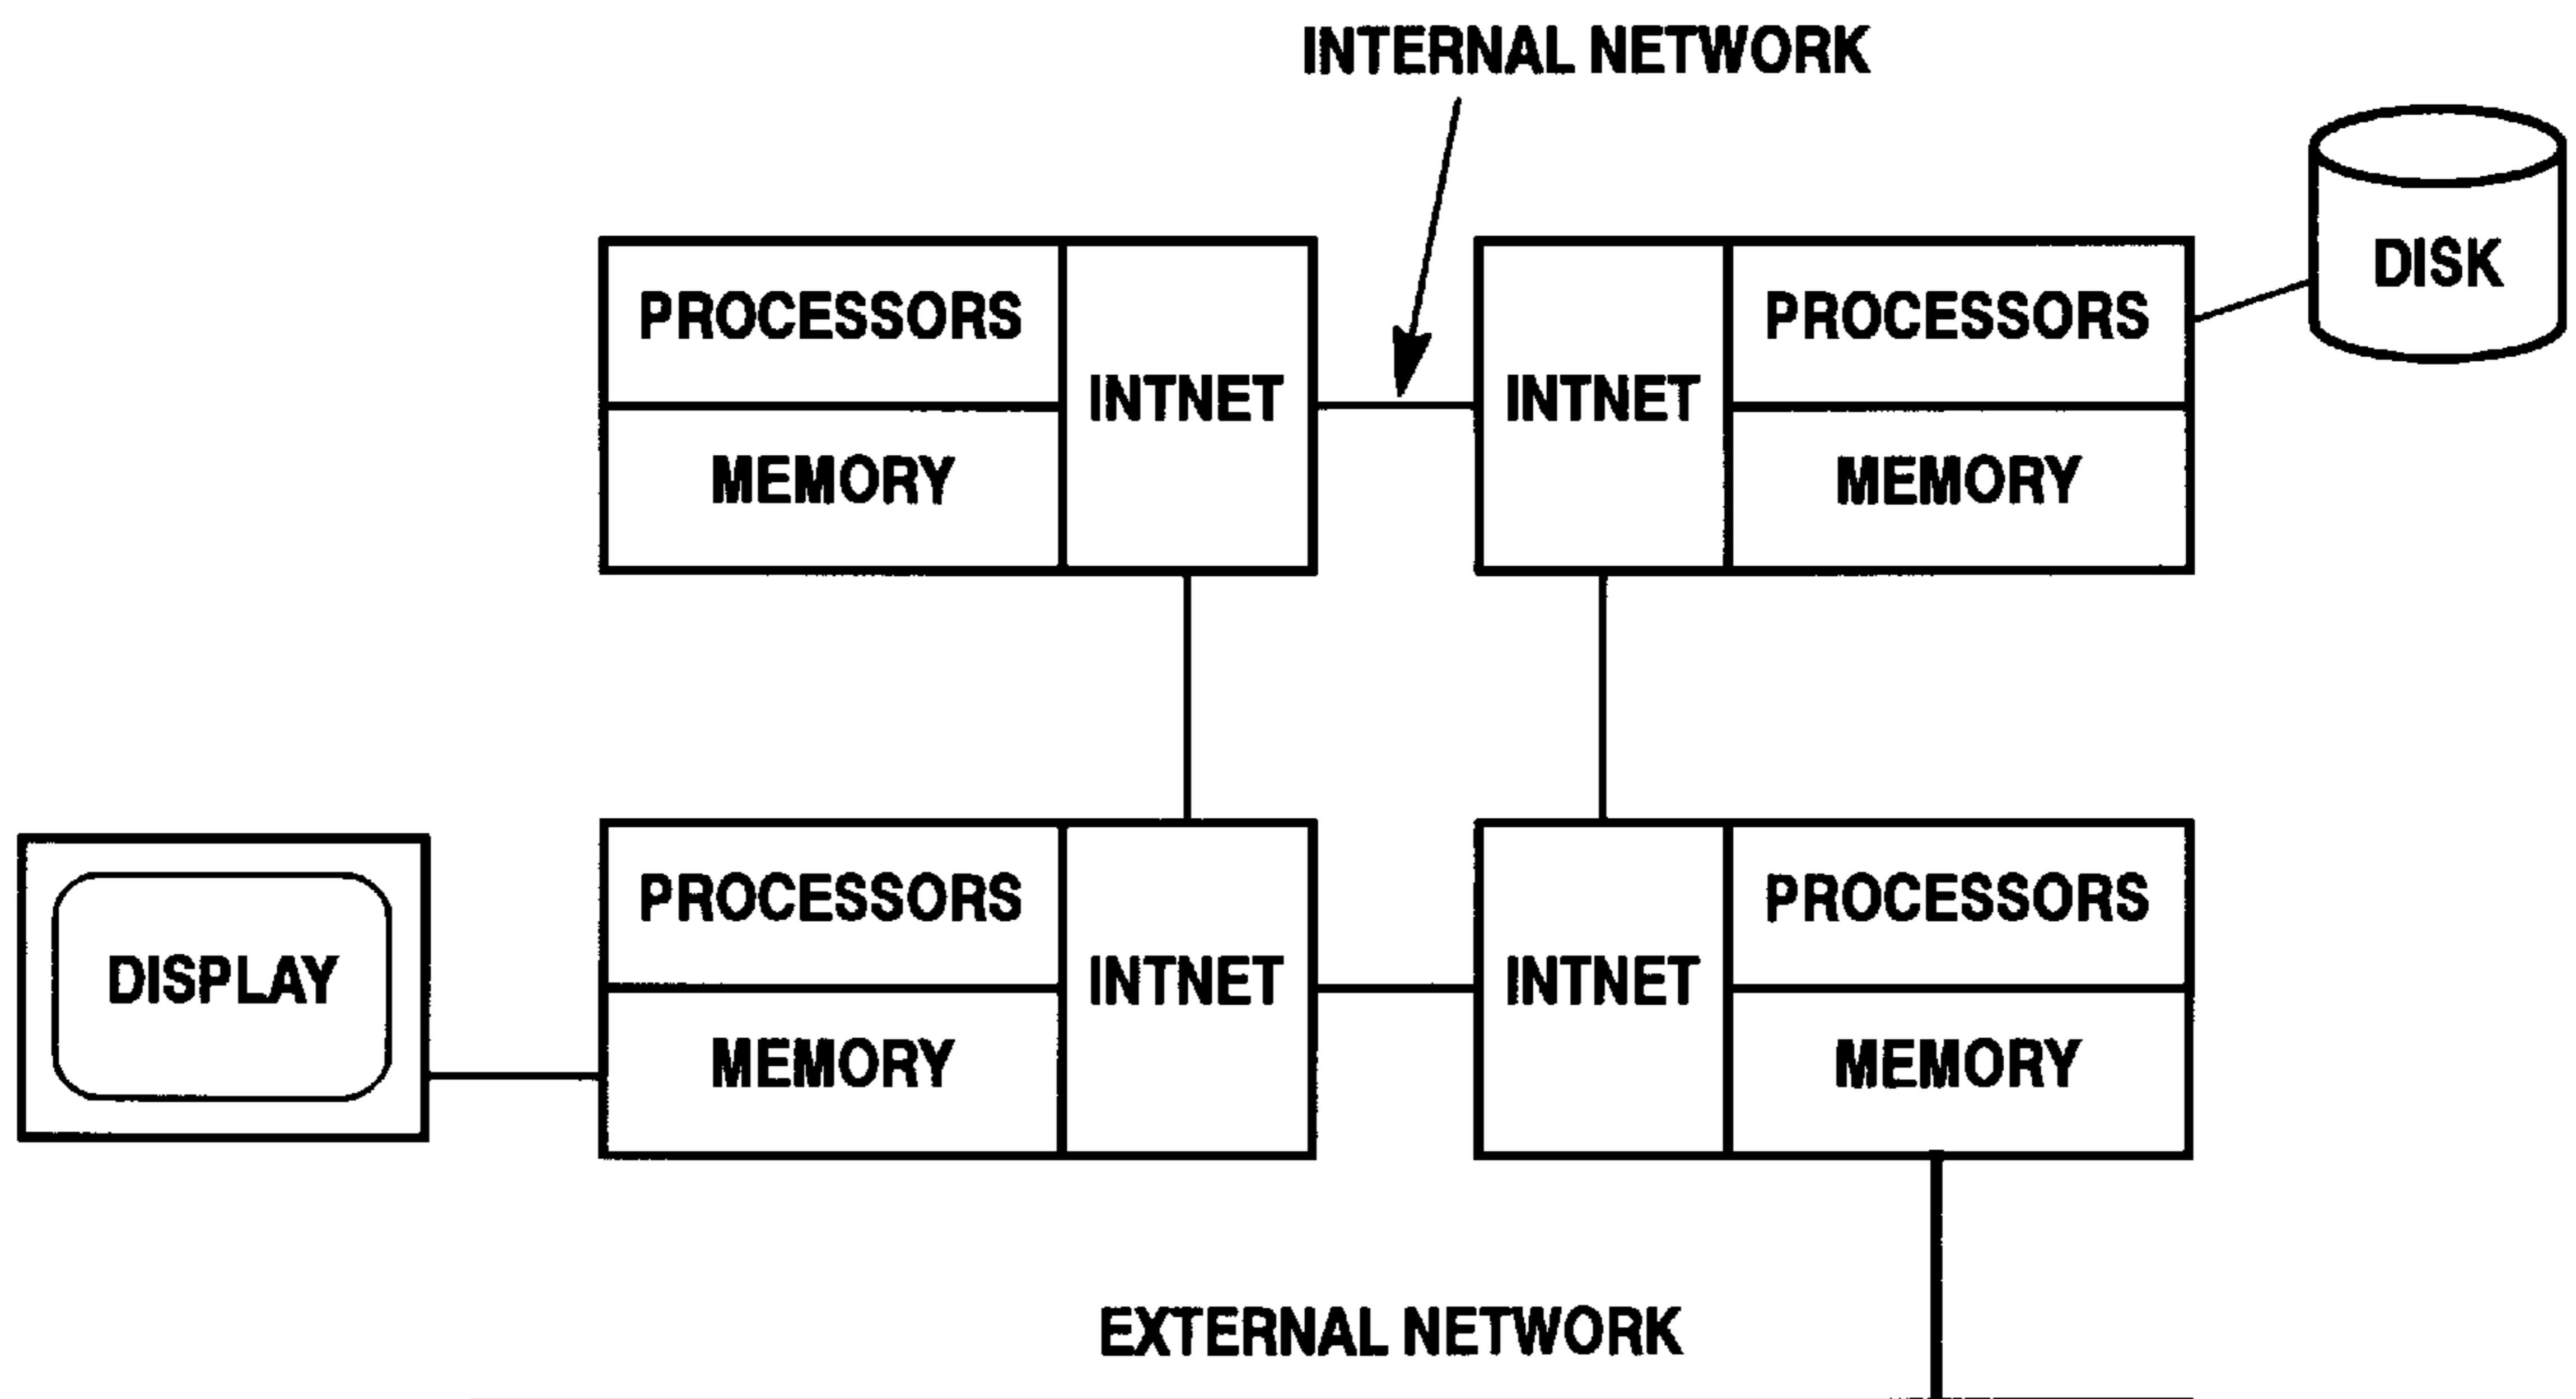 INTERNAL NETWORK
DISK
PROCESSORS
MEMORY
INTNET
INTNET
PROCESSORS
MEMORY
DISPLAY
PROCESSORS
MEMORY
INTNET
INTNET
PROCESSORS
MEMORY
EXTERNAL NETWORK